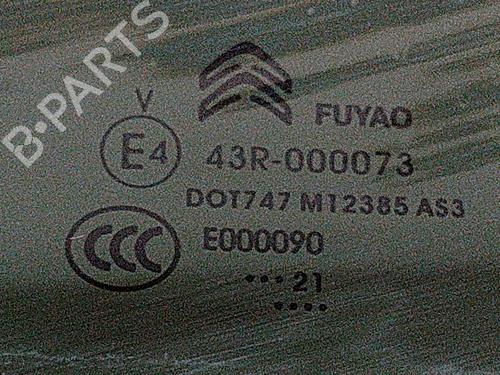 B·PARTS
FUYAO
V
E4 43R-000073
DOT747 M12385 AS3
CCC E000090
•••21
••••